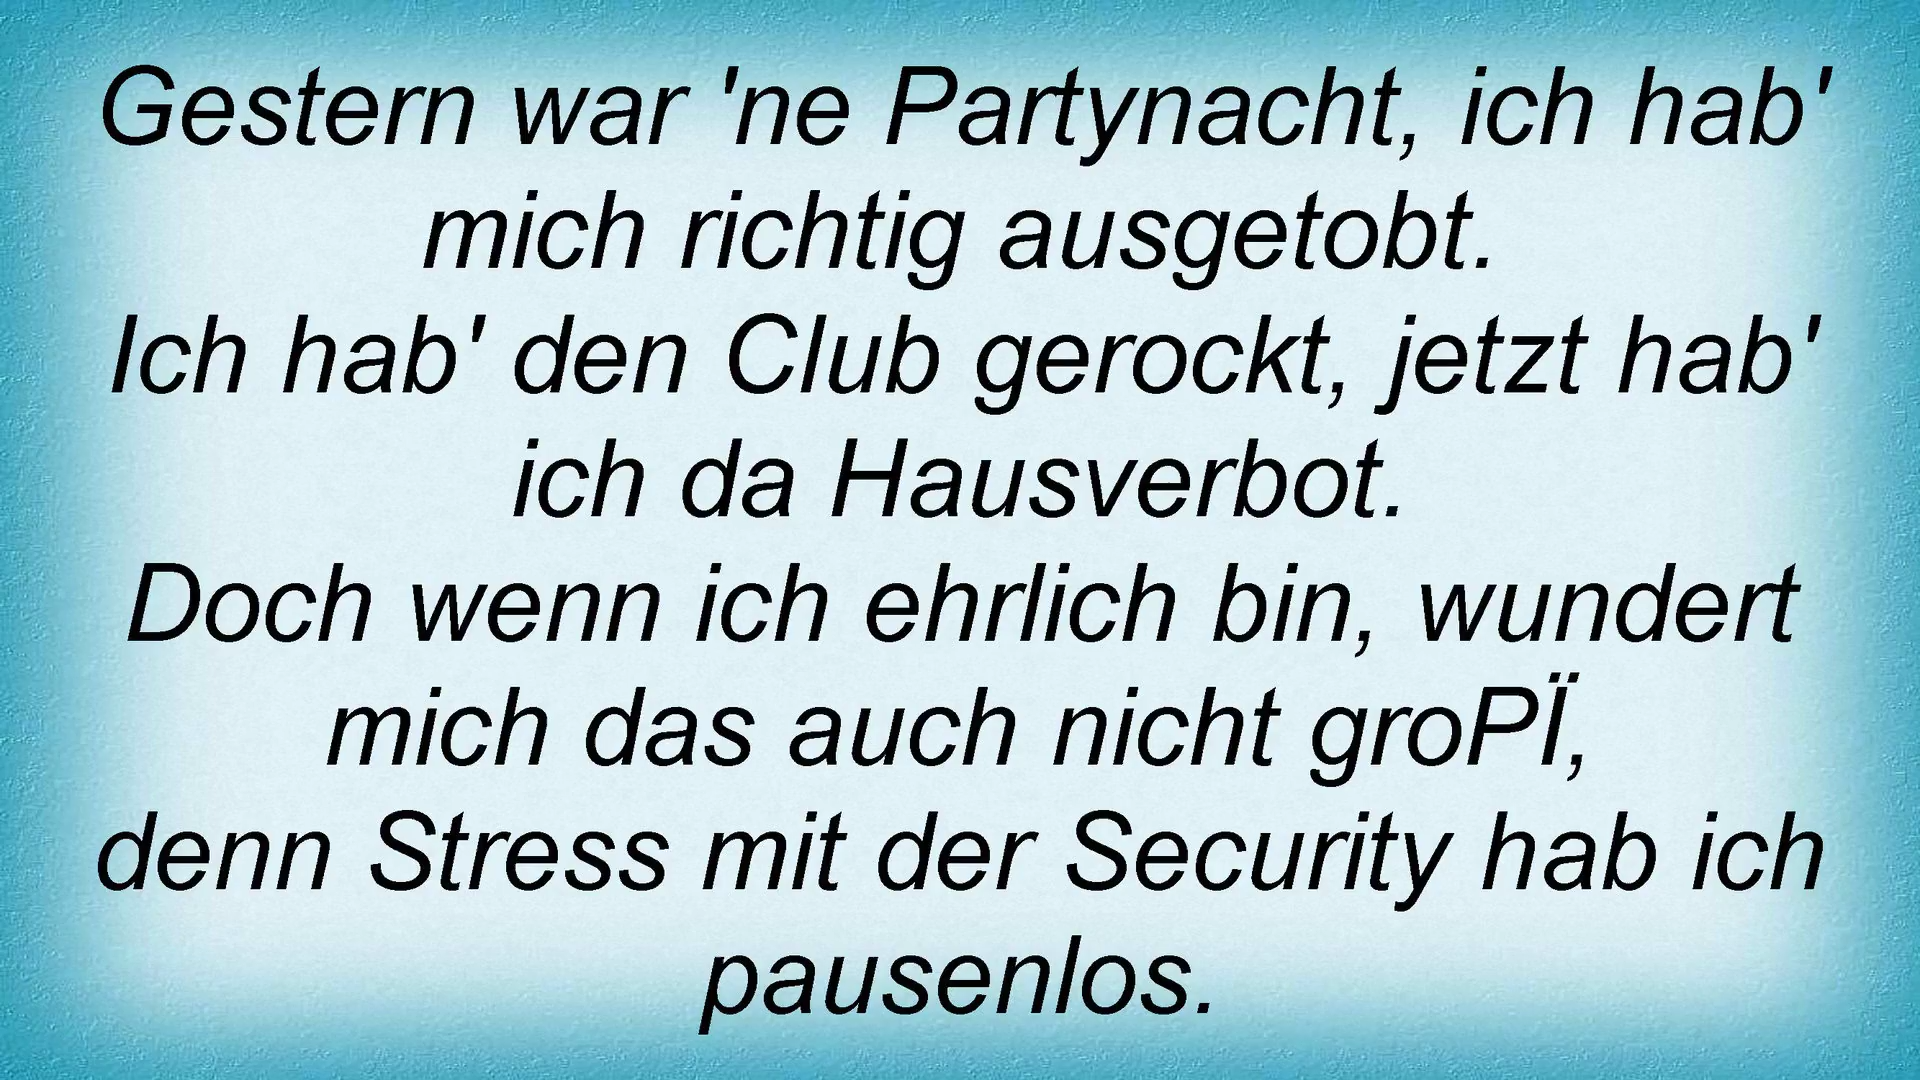 Gestern war 'ne Partynacht, ich hab'
mich richtig ausgetobt.
Ich hab' den Club gerockt, jetzt hab'
ich da Hausverbot.
Doch wenn ich ehrlich bin, wundert
mich das auch nicht groPÏ,
denn Stress mit der Security hab ich
pausenlos.